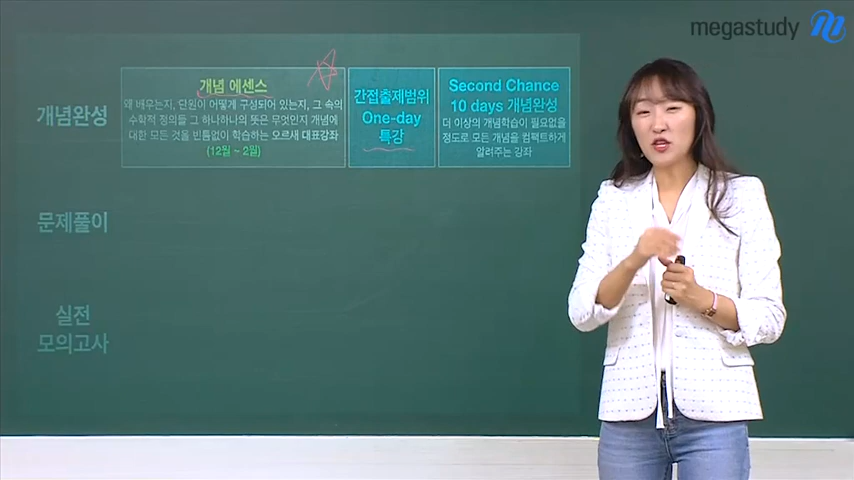 megastudy
개념완성
개념 에센스
왜 배우는지, 단원이 어떻게 구성되어 있는지, 그 속의
수학적 정의들 그 하나하나의 뜻은 무엇인지 개념에
대한 모든 것을 빈틈없이 학습하는 오르새 대표강좌
(12월 ~ 2월)
간접출제범위
One-day
특강
Second Chance
10 days 개념완성
더 이상의 개념학습이 필요없을
정도로 모든 개념을 컴팩트하게
알려주는 강좌
문제풀이
실전
모의고사